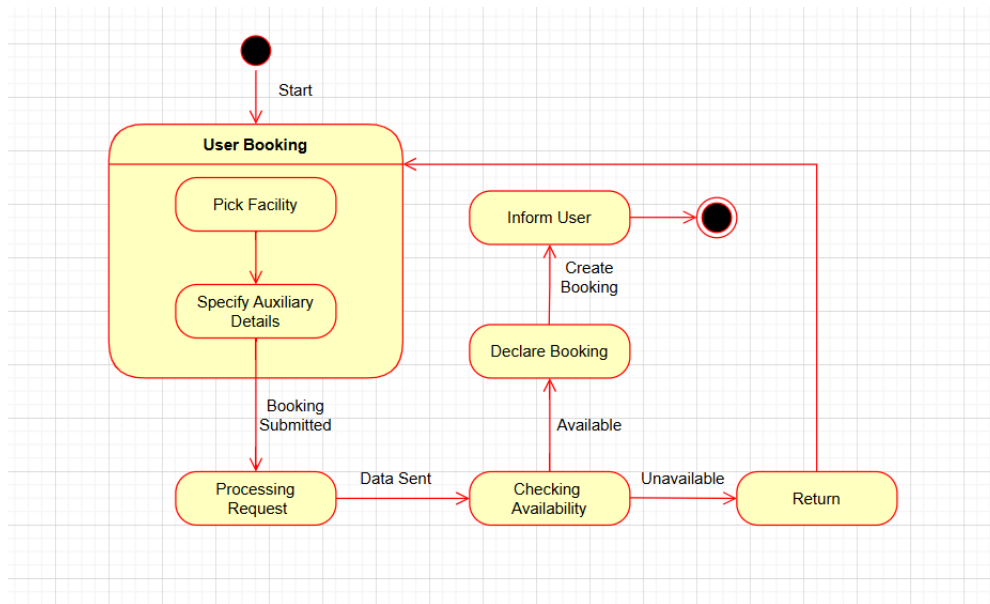 Start
User Booking
Pick Facility
Specify Auxiliary
Details
Booking
Submitted
Processing
Request
Data Sent
Checking
Availability
Available
Declare Booking
Create
Booking
Inform User
Unavailable
Return